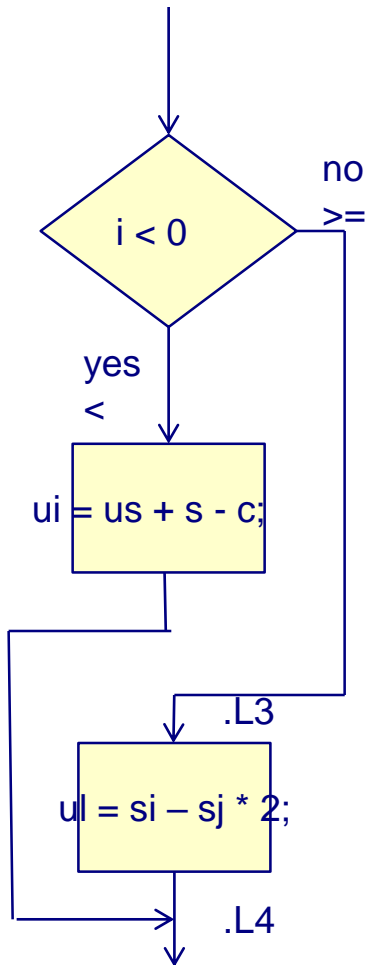 no
>=
i < 0
yes
<
ui = us + s - c;
.L3
ul = si – sj * 2;
.L4